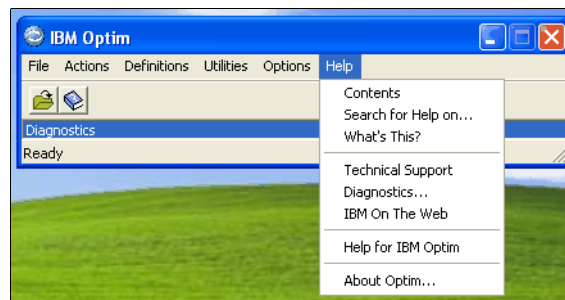 IBM Optim
File Actions Definitions Utilities Options Help
Contents
Search for Help on...
What's This?
Technical Support
Diagnostics...
IBM On The Web
Help for IBM Optim
About Optim...
Diagnostics
Ready